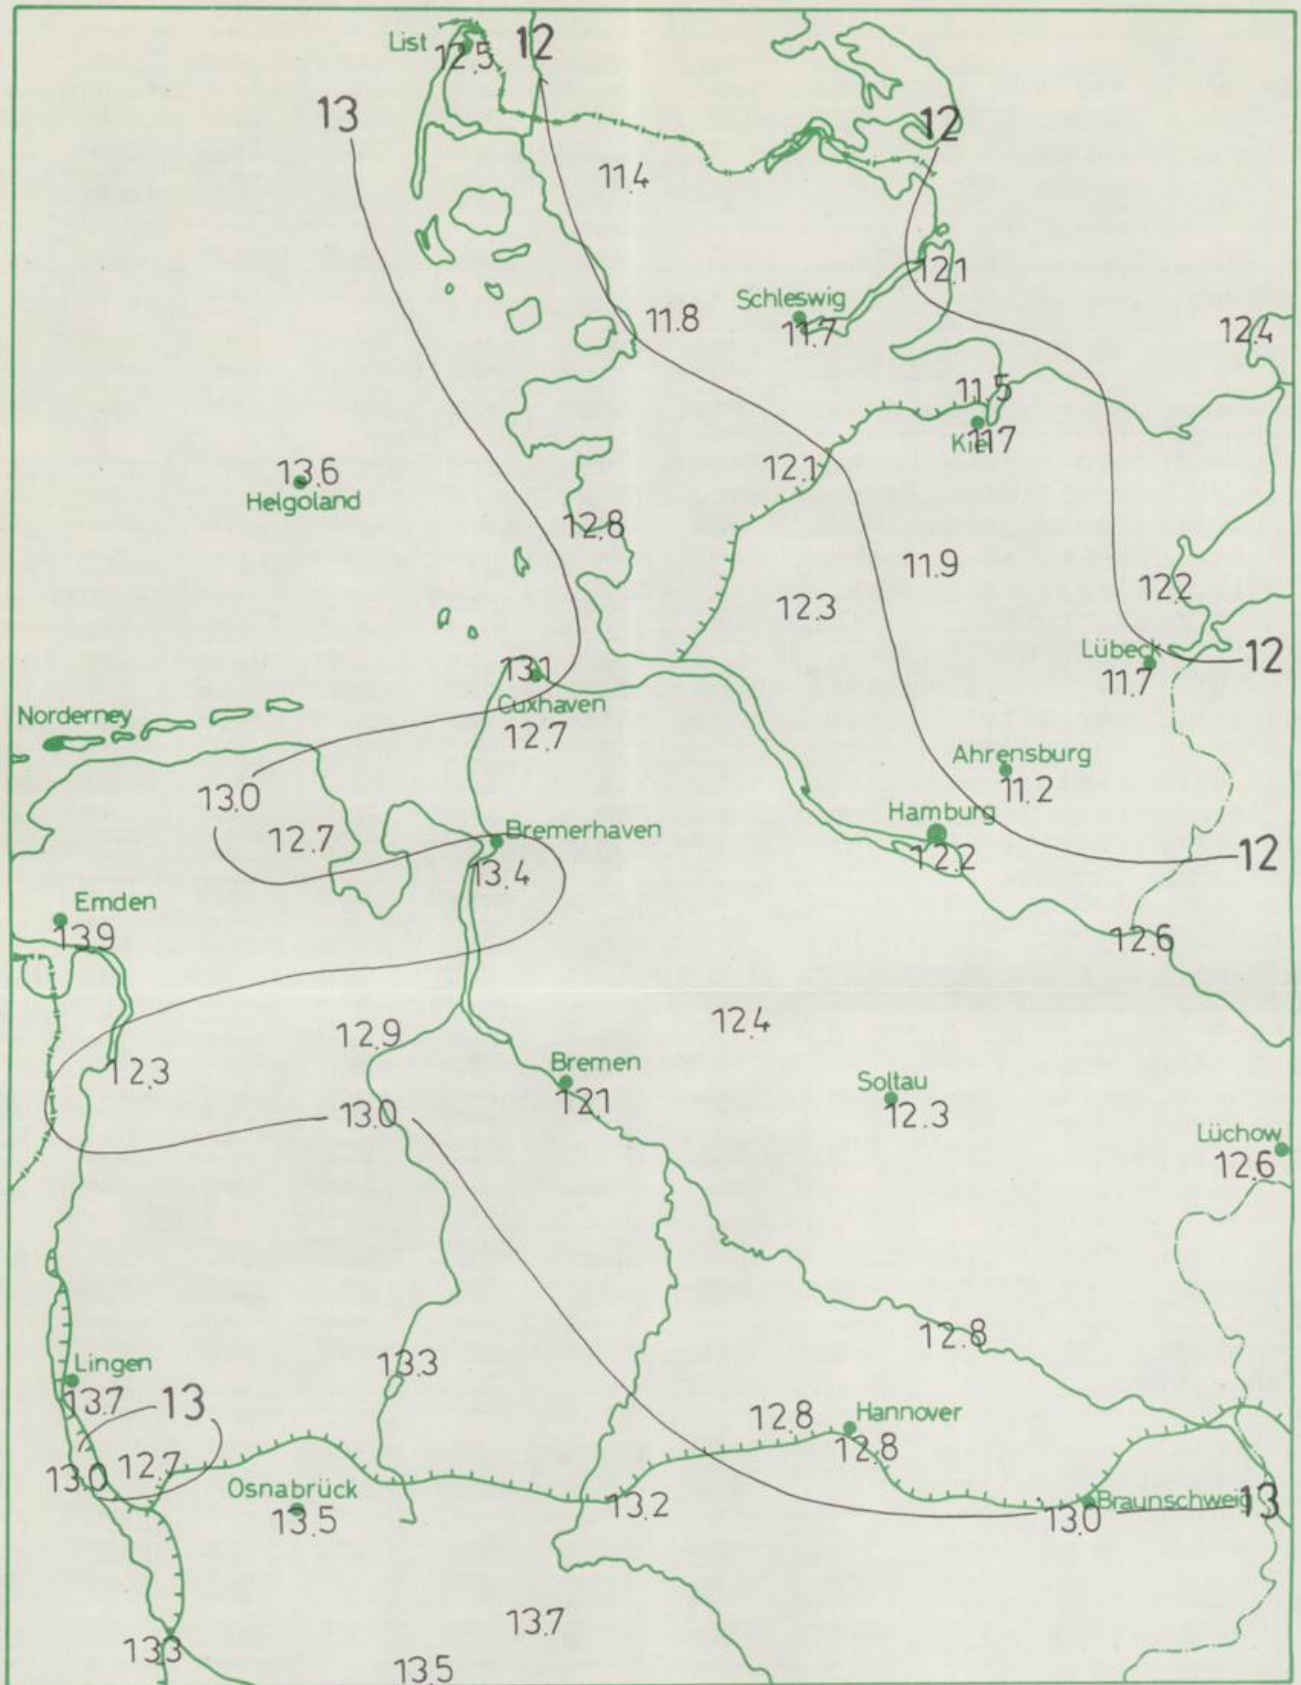 List
12.5
12
13
12
11.4
12.1
Schleswig
11.7
11.8
12.4
11.5
Kiel
11.7
13.6
Helgoland
12.1
12.8
11.9
12.3
12.2
Lübeck
11.7
12
13.1
Cuxhaven
12.7
Norderney
13.0
12.7
Ahrensburg
11.2
Hamburg
12.2
12
Bremerhaven
13.4
Emden
13.9
12.6
12.9
12.4
12.3
Bremen
12.1
13.0
Soltau
12.3
Lüchow
12.6
12.8
13.3
Lingen
13.7
13
12.8
Hannover
12.8
13.0
12.7
Osnabrück
13.5
13.2
13.0
Braunschweig
13
13.7
13.3
13.5